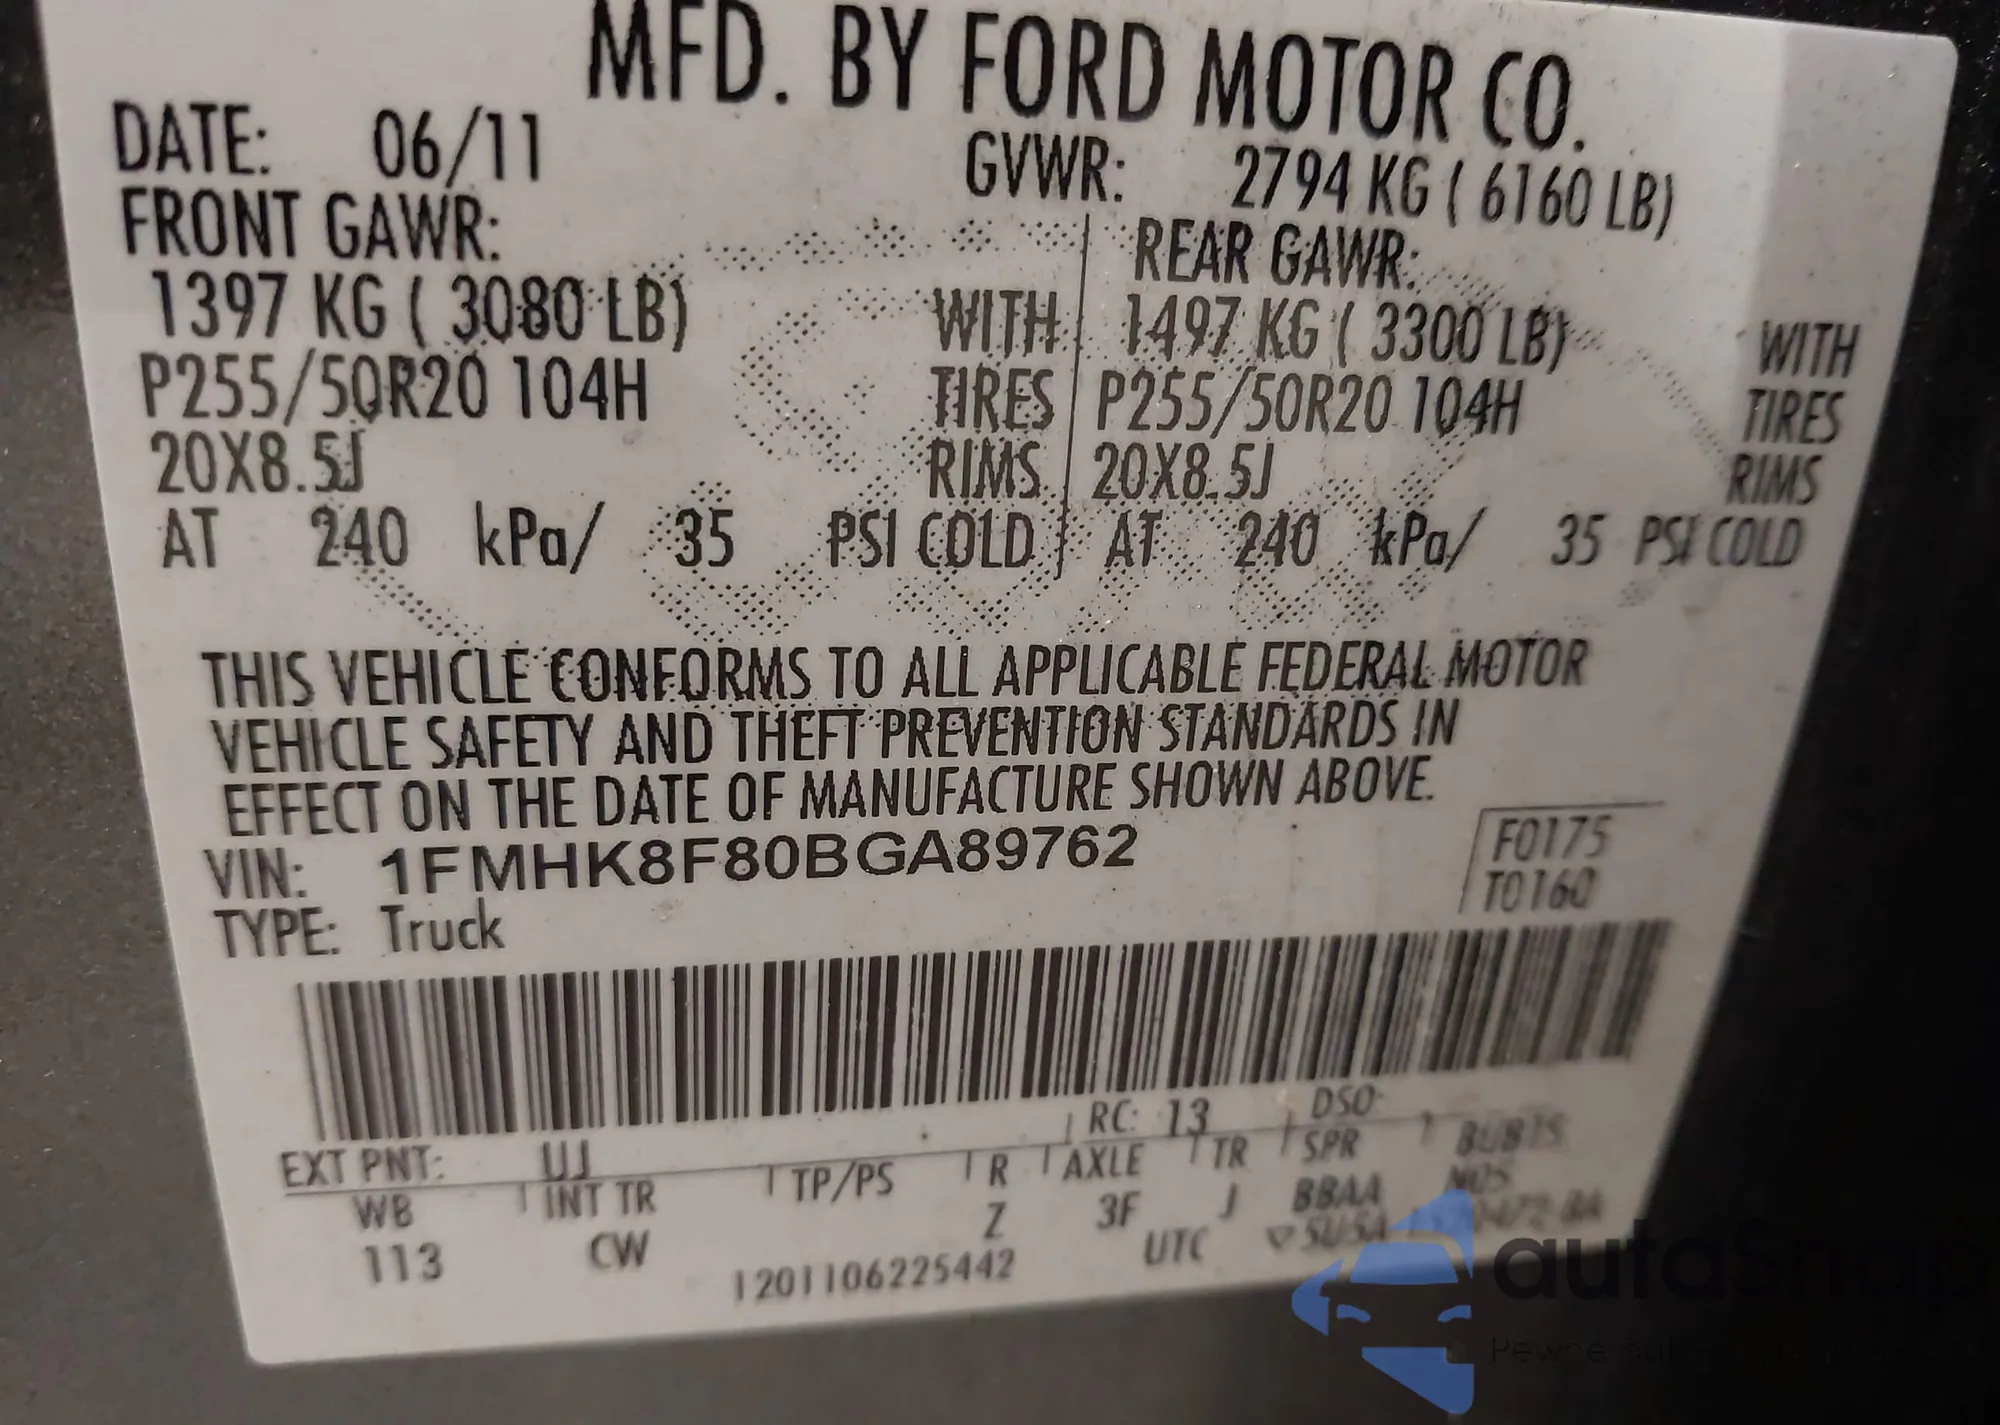 MFD. BY FORD MOTOR CO.
DATE: 06/11 GVWR: 2794 KG ( 6160 LB)
FRONT GAWR: REAR GAWR:
1397 KG ( 3080 LB) WITH 1497 KG ( 3300 LB) WITH
P255/50R20 104H TIRES P255/50R20 104H TIRES
20X8.5J RIMS 20X8.5J RIMS
AT 240 kPa/ 35 PSI COLD AT 240 kPa/ 35 PSI COLD
THIS VEHICLE CONFORMS TO ALL APPLICABLE FEDERAL MOTOR
VEHICLE SAFETY AND THEFT PREVENTION STANDARDS IN
EFFECT ON THE DATE OF MANUFACTURE SHOWN ABOVE.
VIN: 1FMHK8F80BGA89762 F0175
TYPE: Truck T0160
RC: 13 DSO:
EXT PNT: UJ
WB INT TR TP/PS R AXLE TR SPR
113 CW Z 3F J BBAA
1201106225442 UTC
autaSnap